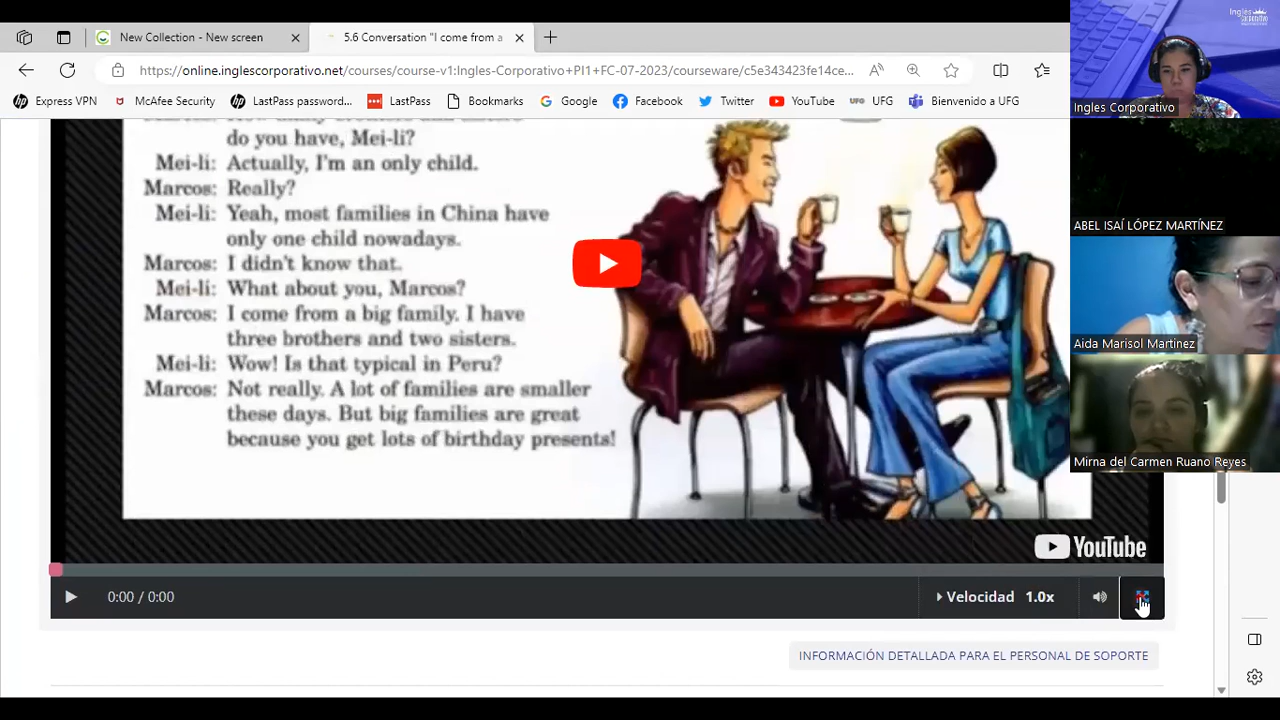 New Collection - New screen
5.6 Conversation "I come from a
https://online.inglescorporativo.net/courses/course-v1:Ingles-Corporativo+PI1+FC-07-2023/courseware/c5e343423fe14ce...
Express VPN
McAfee Security
LastPass password...
LastPass
Bookmarks
Google
Facebook
Twitter
YouTube
UFG
Bienvenido a UFG
do you have, Mei-li?
Mei-li: Actually, I'm an only child.
Marcos: Really?
Mei-li: Yeah, most families in China have
only one child nowadays.
Marcos: I didn't know that.
Mei-li: What about you, Marcos?
Marcos: I come from a big family. I have
three brothers and two sisters.
Mei-li: Wow! Is that typical in Peru?
Marcos: Not really. A lot of families are smaller
these days. But big families are great
because you get lots of birthday presents!
YouTube
0:00 / 0:00
Velocidad 1.0x
INFORMACIÓN DETALLADA PARA EL PERSONAL DE SOPORTE
Ingles
Corporativo
Ingles Corporativo
ABEL ISAÍ LÓPEZ MARTÍNEZ
Aida Marisol Martinez
Mirna del Carmen Ruano Reyes